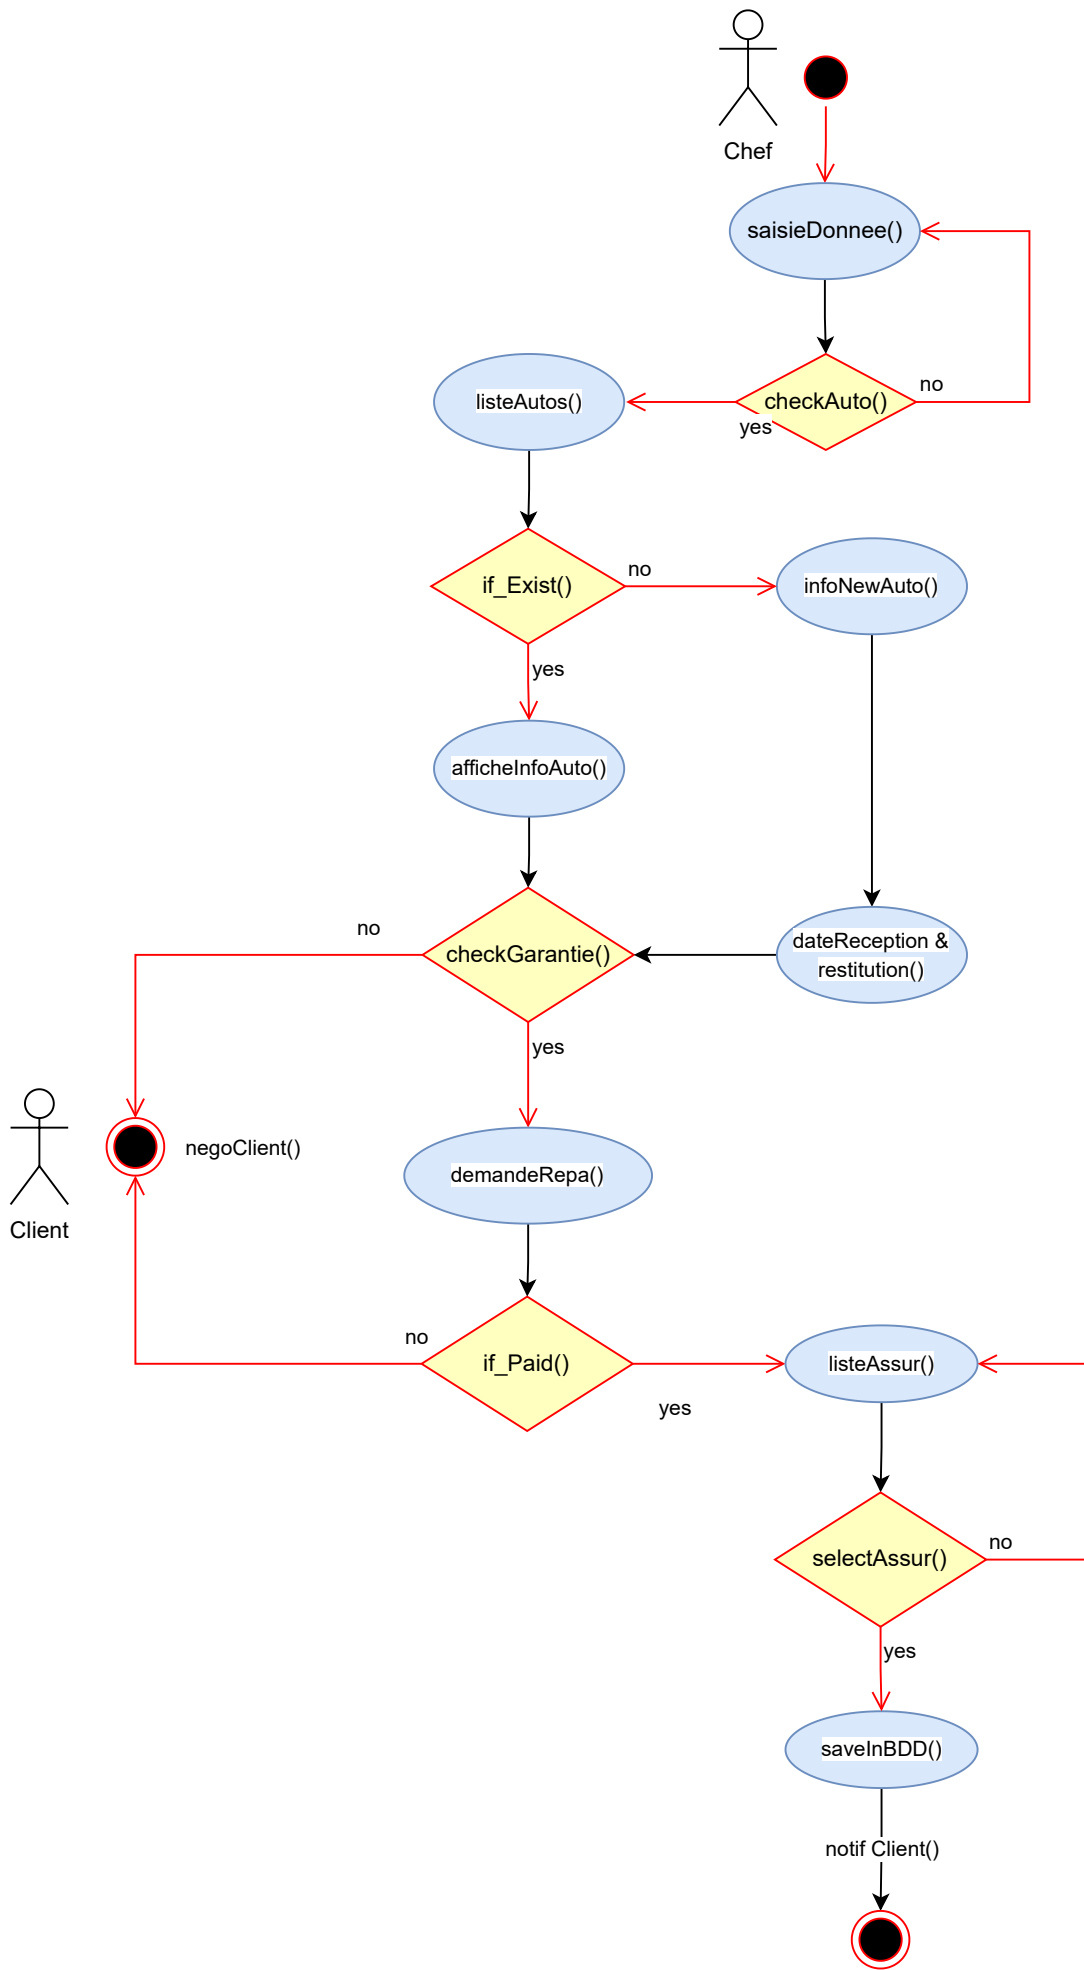 Chef
saisieDonnee()
no
listeAutos()
checkAuto()
yes
no
if_Exist()
infoNewAuto()
yes
afficheInfoAuto()
no
dateReception &
restitution()
checkGarantie()
yes
negoClient()
demandeRepa()
Client
no
if_Paid()
listeAssur()
yes
no
selectAssur()
yes
saveInBDD()
notif Client()